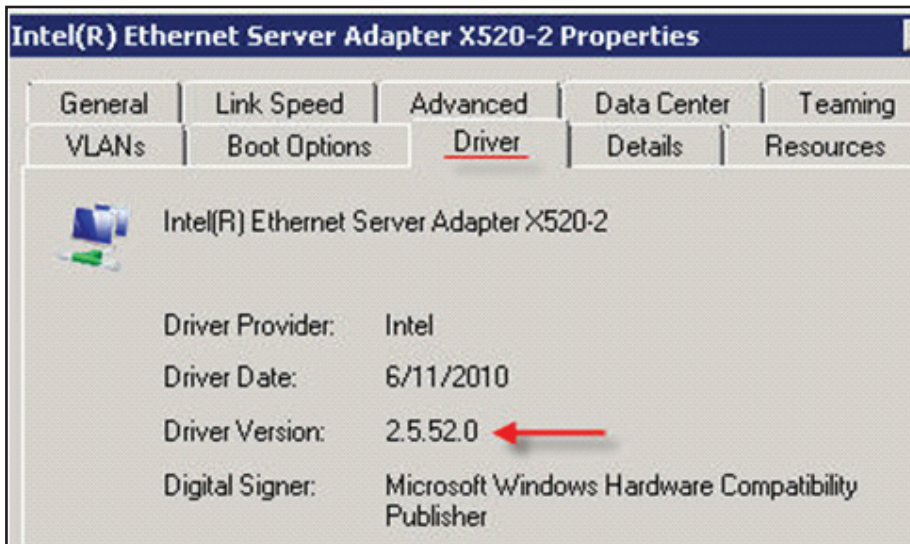 Intel(R) Ethernet Server Adapter X520-2 Properties
General Link Speed Advanced Data Center Teaming
VLANs Boot Options Driver Details Resources
Intel(R) Ethernet Server Adapter X520-2
Driver Provider: Intel
Driver Date: 6/11/2010
Driver Version: 2.5.52.0
Digital Signer: Microsoft Windows Hardware Compatibility
Publisher